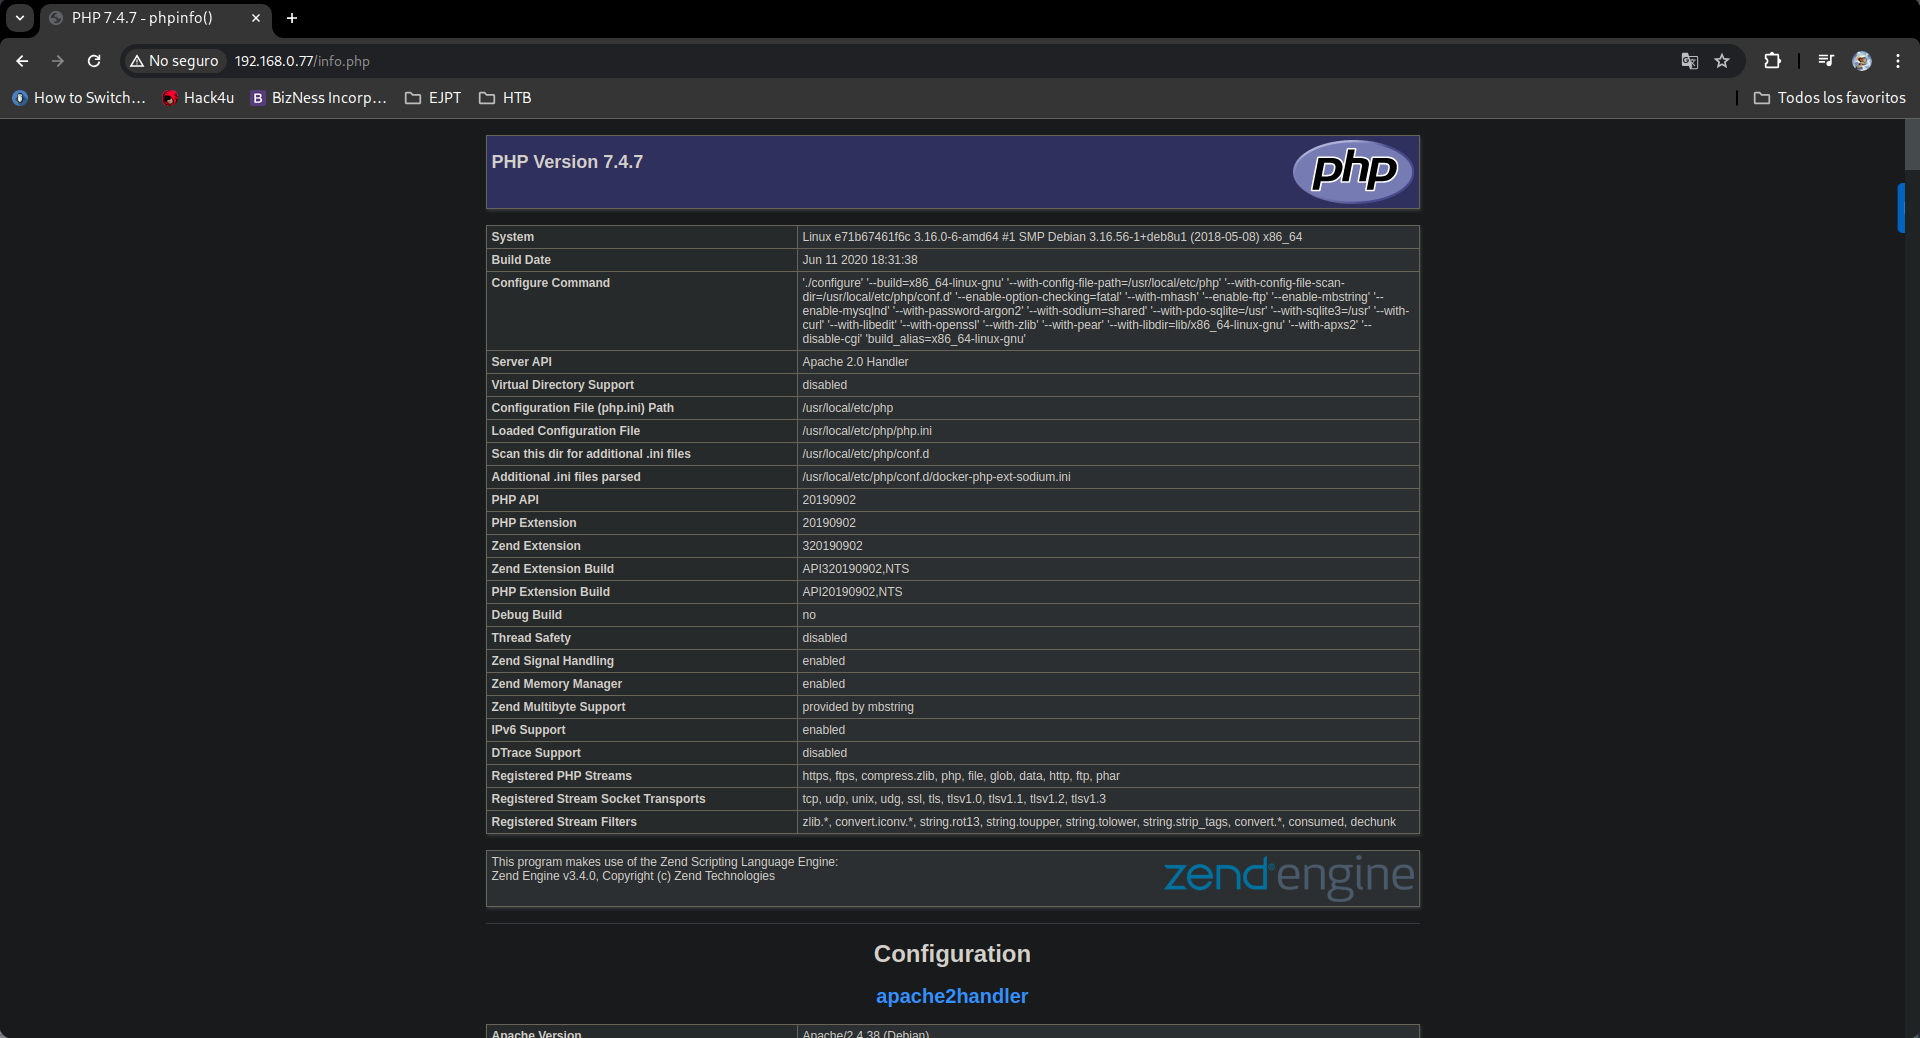 PHP 7.4.7 - phpinfo()
No seguro 192.168.0.77/info.php
How to Switch... Hack4u BizNess Incorp... EJPT HTB Todos los favoritos
PHP Version 7.4.7
php
System Linux e71b67461f6c 3.16.0-6-amd64 #1 SMP Debian 3.16.56-1+deb8u1 (2018-05-08) x86_64
Build Date Jun 11 2020 18:31:38
Configure Command './configure' '--build=x86_64-linux-gnu' '--with-config-file-path=/usr/local/etc/php' '--with-config-file-scan-
dir=/usr/local/etc/php/conf.d' '--enable-option-checking=fatal' '--with-mhash' '--enable-ftp' '--enable-mbstring' '--
enable-mysqlnd' '--with-password-argon2' '--with-sodium=shared' '--with-pdo-sqlite=/usr' '--with-sqlite3=/usr' '--with-
curl' '--with-libedit' '--with-openssl' '--with-zlib' '--with-pear' '--with-libdir=lib/x86_64-linux-gnu' '--with-apxs2' '--
disable-cgi' 'build_alias=x86_64-linux-gnu'
Server API Apache 2.0 Handler
Virtual Directory Support disabled
Configuration File (php.ini) Path /usr/local/etc/php
Loaded Configuration File /usr/local/etc/php/php.ini
Scan this dir for additional .ini files /usr/local/etc/php/conf.d
Additional .ini files parsed /usr/local/etc/php/conf.d/docker-php-ext-sodium.ini
PHP API 20190902
PHP Extension 20190902
Zend Extension 320190902
Zend Extension Build API320190902,NTS
PHP Extension Build API20190902,NTS
Debug Build no
Thread Safety disabled
Zend Signal Handling enabled
Zend Memory Manager enabled
Zend Multibyte Support provided by mbstring
IPv6 Support enabled
DTrace Support disabled
Registered PHP Streams https, ftps, compress.zlib, php, file, glob, data, http, ftp, phar
Registered Stream Socket Transports tcp, udp, unix, udg, ssl, tls, tlsv1.0, tlsv1.1, tlsv1.2, tlsv1.3
Registered Stream Filters zlib.*, convert.iconv.*, string.rot13, string.toupper, string.tolower, string.strip_tags, convert.*, consumed, dechunk
This program makes use of the Zend Scripting Language Engine:
Zend Engine v3.4.0, Copyright (c) Zend Technologies
zend engine
Configuration
apache2handler
Apache Version Apache/2.4.38 (Debian)